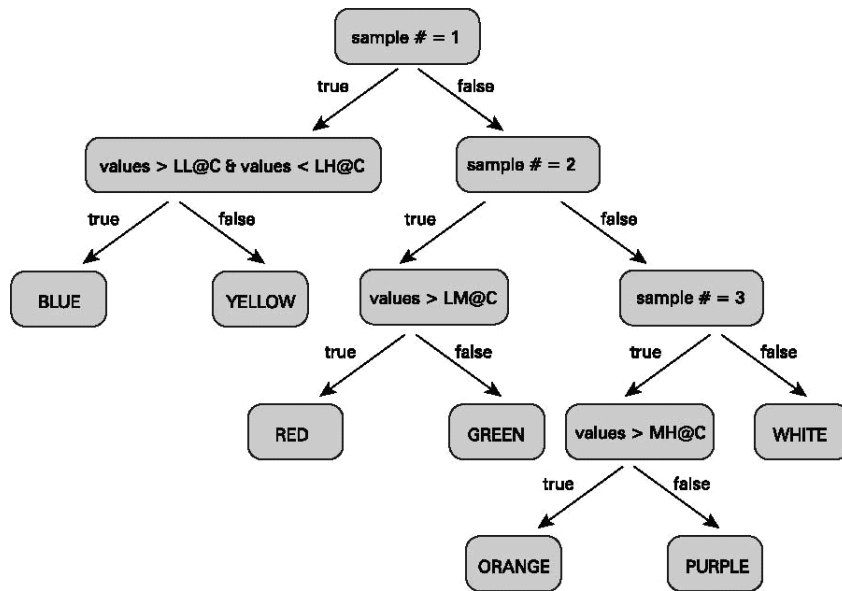 sample # = 1
true
false
values > LL@C & values < LH@C
sample # = 2
true
false
true
false
BLUE
YELLOW
values > LM@C
sample # = 3
true
false
true
false
RED
GREEN
values > MH@C
WHITE
true
false
ORANGE
PURPLE